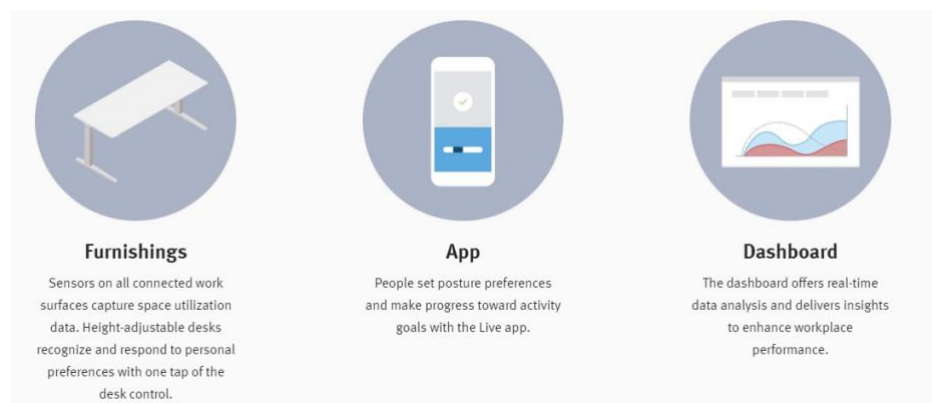 Furnishings
Sensors on all connected work
surfaces capture space utilization
data. Height-adjustable desks
recognize and respond to personal
preferences with one tap of the
desk control.
App
People set posture preferences
and make progress toward activity
goals with the Live app.
Dashboard
The dashboard offers real-time
data analysis and delivers insights
to enhance workplace
performance.